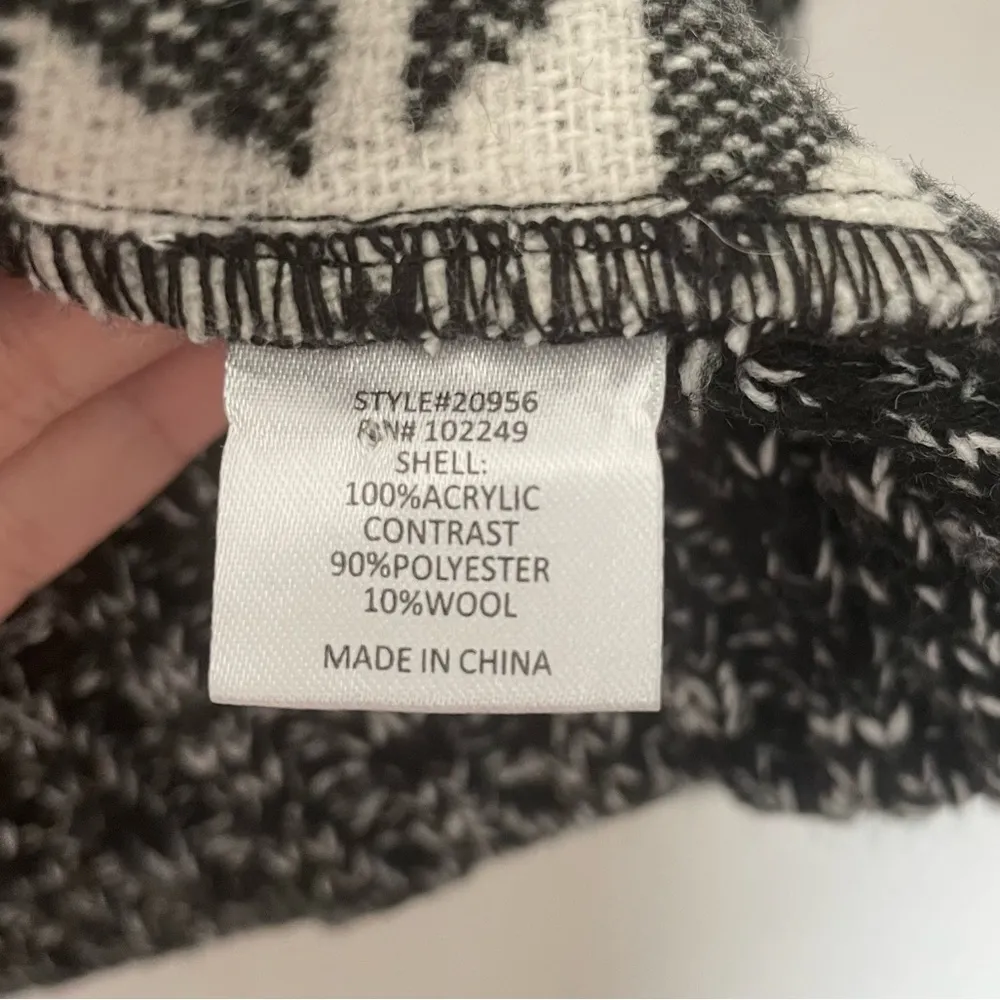 STYLE#20956
RN# 102249
SHELL:
100%ACRYLIC
CONTRAST
90%POLYESTER
10%WOOL
MADE IN CHINA